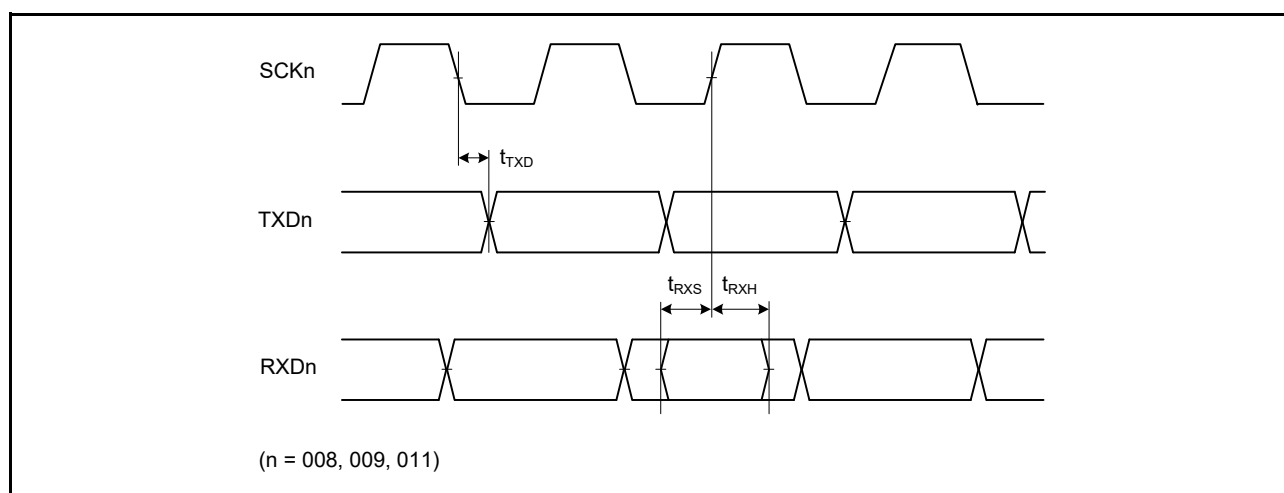 SCKn
tTXD
TXDn
tRXS tRXH
RXDn
(n = 008, 009, 011)